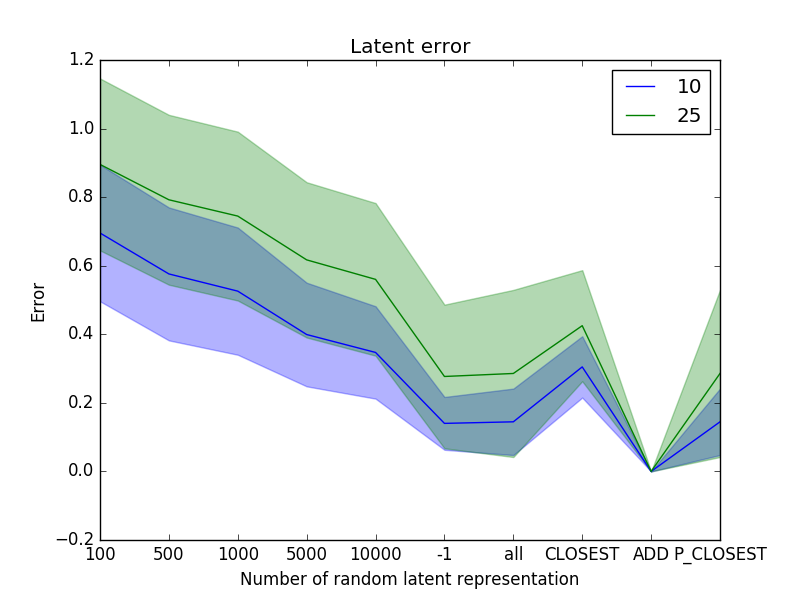 Latent error
10
25
1.2
1.0
0.8
0.6
0.4
0.2
0.0
−0.2
Error
100 500 1000 5000 10000 -1 all CLOSEST ADD P_CLOSEST
Number of random latent representation